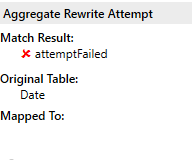 Aggregate Rewrite Attempt
Match Result:
attemptFailed
Original Table:
Date
Mapped To: